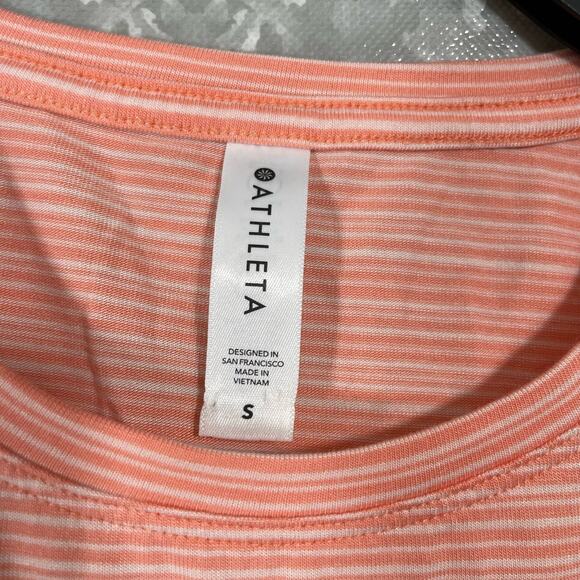 ATHLETA
DESIGNED IN
SAN FRANCISCO
MADE IN
VIETNAM
S